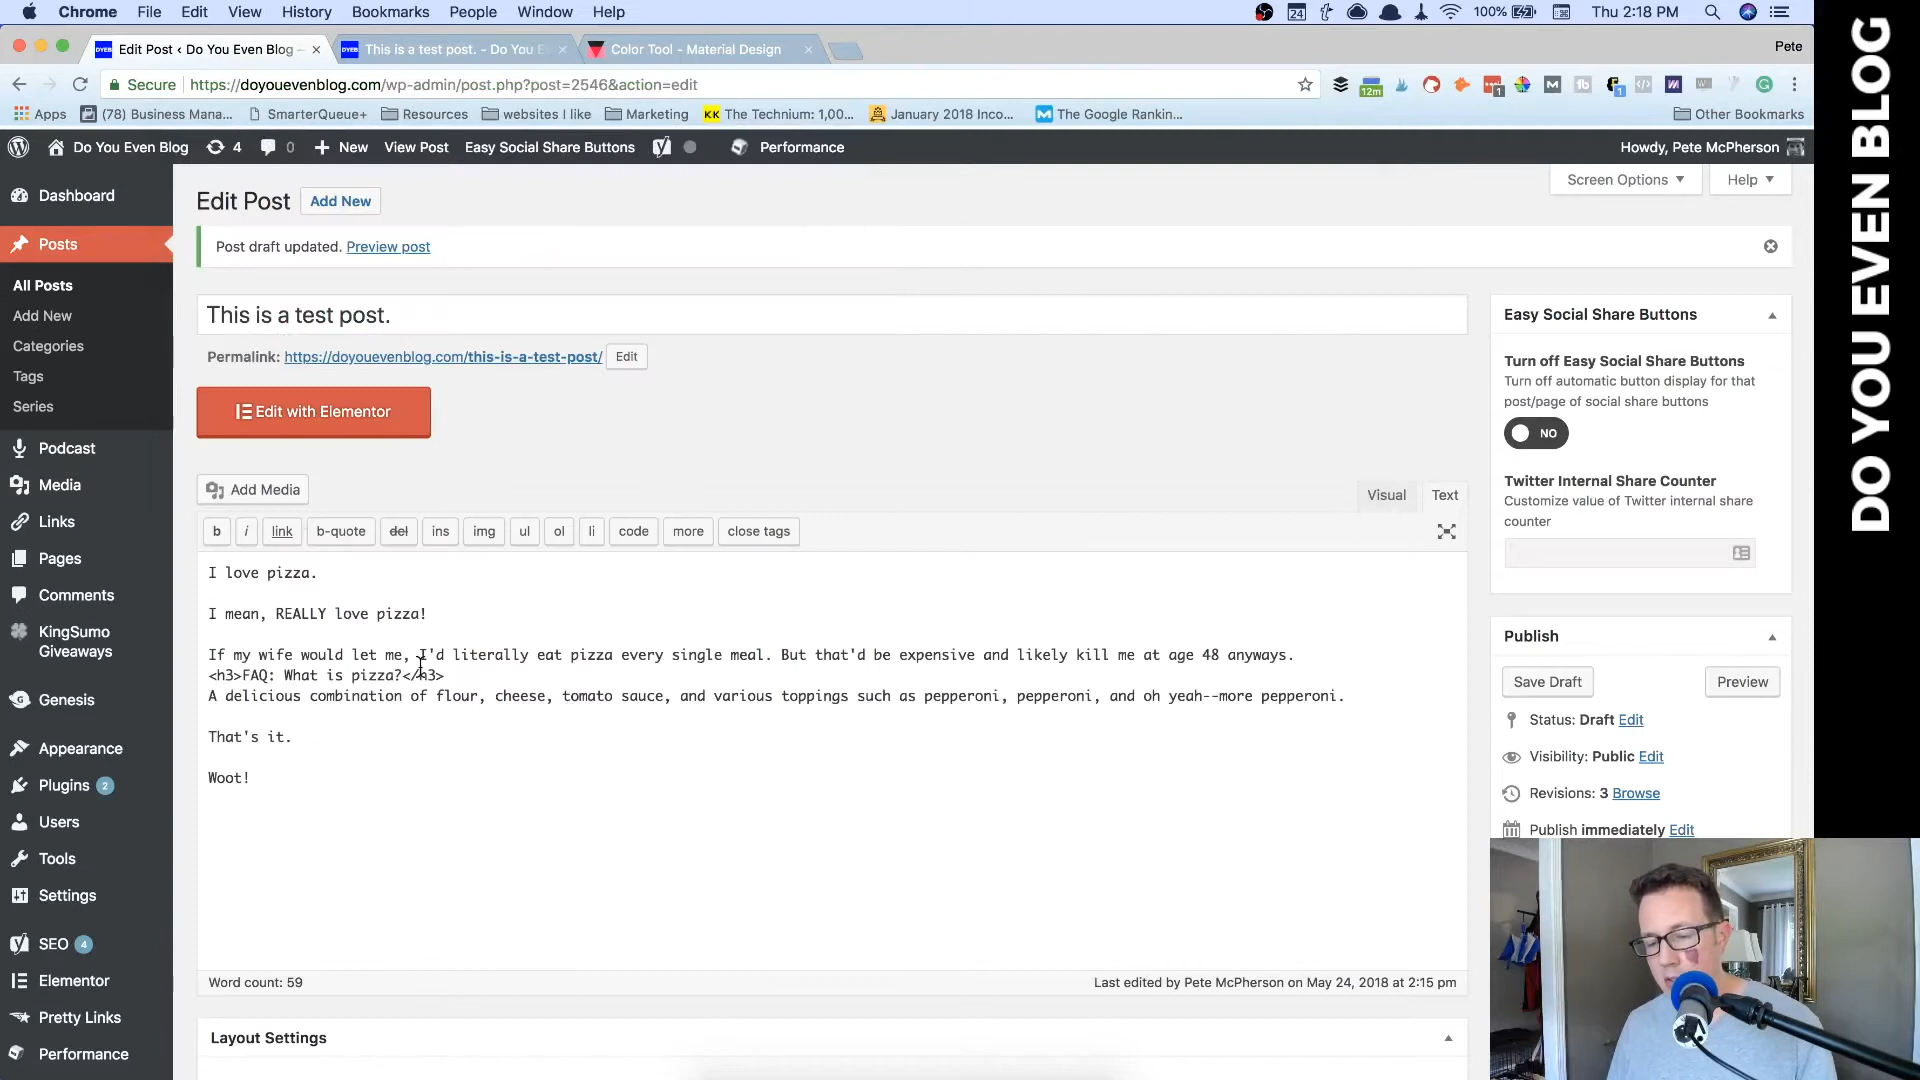 Chrome File Edit View History Bookmarks People Window Help
24 100% Thu 2:18 PM
Edit Post ‹ Do You Even Blog — This is a test post. - Do You E Color Tool - Material Design Pete
Secure https://doyouevenblog.com/wp-admin/post.php?post=2546&action=edit
12m 1 1
Apps (78) Business Mana... SmarterQueue+ Resources websites I like Marketing KK The Technium: 1,00... January 2018 Inco... The Google Rankin... Other Bookmarks
Do You Even Blog 4 0 New View Post Easy Social Share Buttons Performance Howdy, Pete McPherson
Screen Options Help
Dashboard
Posts
All Posts
Add New
Categories
Tags
Series
Podcast
Media
Links
Pages
Comments
KingSumo
Giveaways
Genesis
Appearance
Plugins 2
Users
Tools
Settings
SEO 4
Elementor
Pretty Links
Performance
Edit Post Add New
Post draft updated. Preview post
This is a test post.
Permalink: https://doyouevenblog.com/this-is-a-test-post/ Edit
Edit with Elementor
Add Media
Visual Text
b i link b-quote del ins img ul ol li code more close tags
I love pizza.
I mean, REALLY love pizza!
If my wife would let me, I'd literally eat pizza every single meal. But that'd be expensive and likely kill me at age 48 anyways.
<h3>FAQ: What is pizza?</h3>
A delicious combination of flour, cheese, tomato sauce, and various toppings such as pepperoni, pepperoni, and oh yeah--more pepperoni.
That's it.
Woot!
Word count: 59 Last edited by Pete McPherson on May 24, 2018 at 2:15 pm
Layout Settings
Easy Social Share Buttons
Turn off Easy Social Share Buttons
Turn off automatic button display for that
post/page of social share buttons
NO
Twitter Internal Share Counter
Customize value of Twitter internal share
counter
Publish
Save Draft Preview
Status: Draft Edit
Visibility: Public Edit
Revisions: 3 Browse
Publish immediately Edit
DO YOU EVEN BLOG